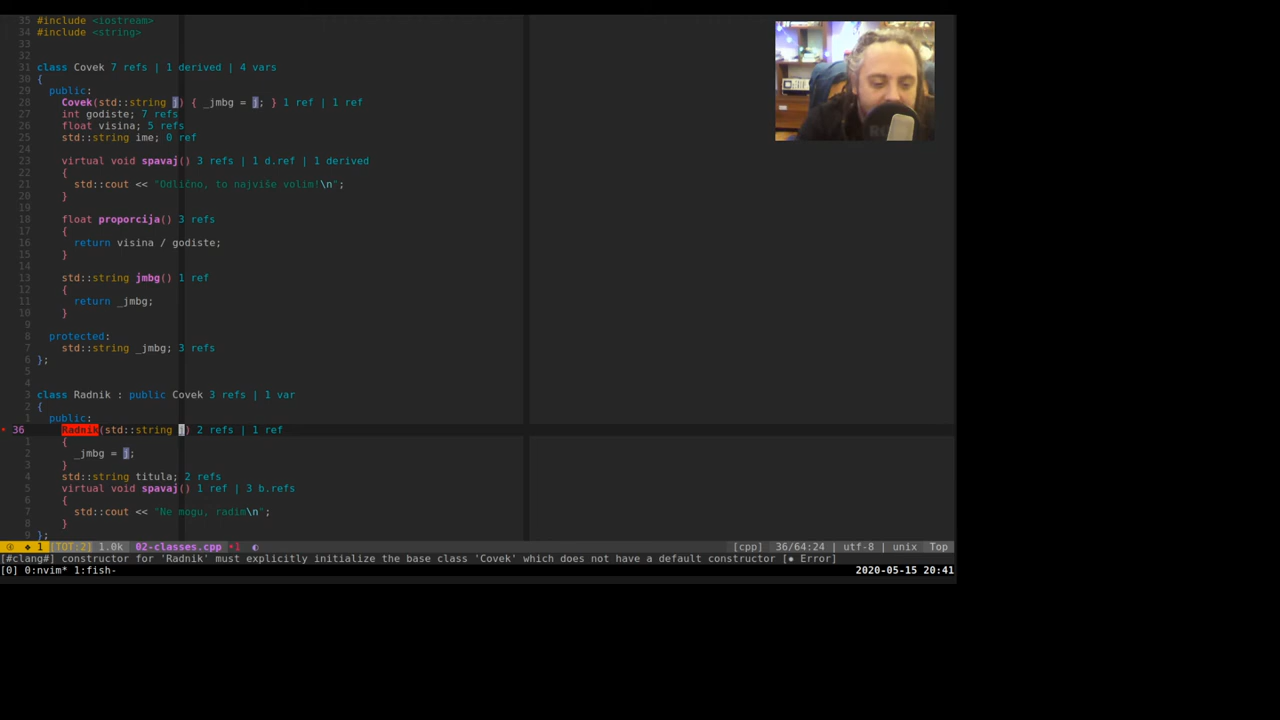 35 #include <iostream>
34 #include <string>
33
32
31 class Covek 7 refs | 1 derived | 4 vars
30 {
29   public:
28     Covek(std::string j) { _jmbg = j; } 1 ref | 1 ref
27     int godiste; 7 refs
26     float visina; 5 refs
25     std::string ime; 0 ref
24
23     virtual void spavaj() 3 refs | 1 d.ref | 1 derived
22     {
21       std::cout << "Odlično, to najviše volim!\n";
20     }
19
18     float proporcija() 3 refs
17     {
16       return visina / godiste;
15     }
14
13     std::string jmbg() 1 ref
12     {
11       return _jmbg;
10     }
9
8   protected:
7     std::string _jmbg; 3 refs
6 };
5
4
3 class Radnik : public Covek 3 refs | 1 var
2 {
1   public:
• 36     Radnik(std::string j) 2 refs | 1 ref
1     {
2       _jmbg = j;
3     }
4     std::string titula; 2 refs
5     virtual void spavaj() 1 ref | 3 b.refs
6     {
7       std::cout << "Ne mogu, radim\n";
8     }
9 };
④ ◆ 1 [TOT:2] 1.0k 02-classes.cpp •1 ◐ [cpp] 36/64:24 | utf-8 | unix Top
[#clang#] constructor for 'Radnik' must explicitly initialize the base class 'Covek' which does not have a default constructor [✹ Error]
[0] 0:nvim* 1:fish- 2020-05-15 20:41